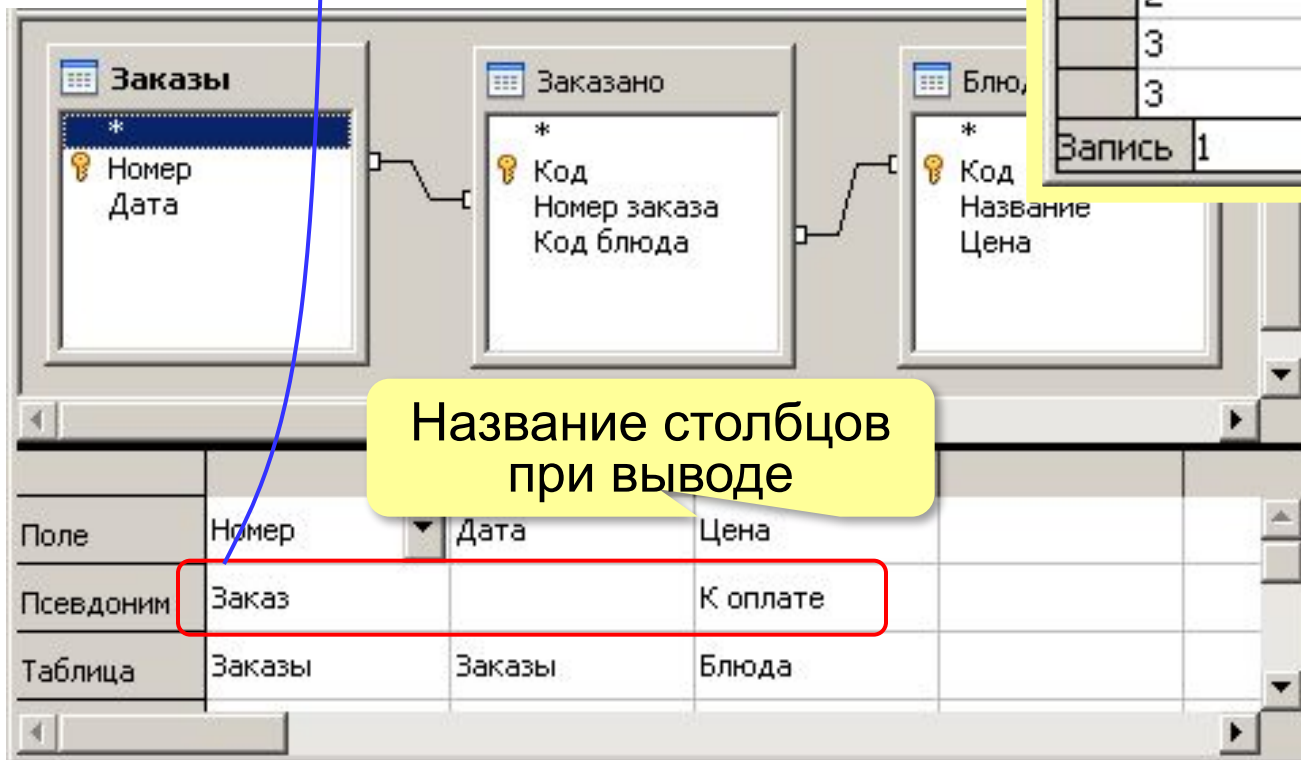 3
3
Запись 1
Заказы
*
Номер
Дата
Заказано
*
Код
Номер заказа
Код блюда
*
Код
Название
Цена
Название столбцов
при выводе
Поле Номер Дата Цена
Псевдоним Заказ К оплате
Таблица Заказы Заказы Блюда